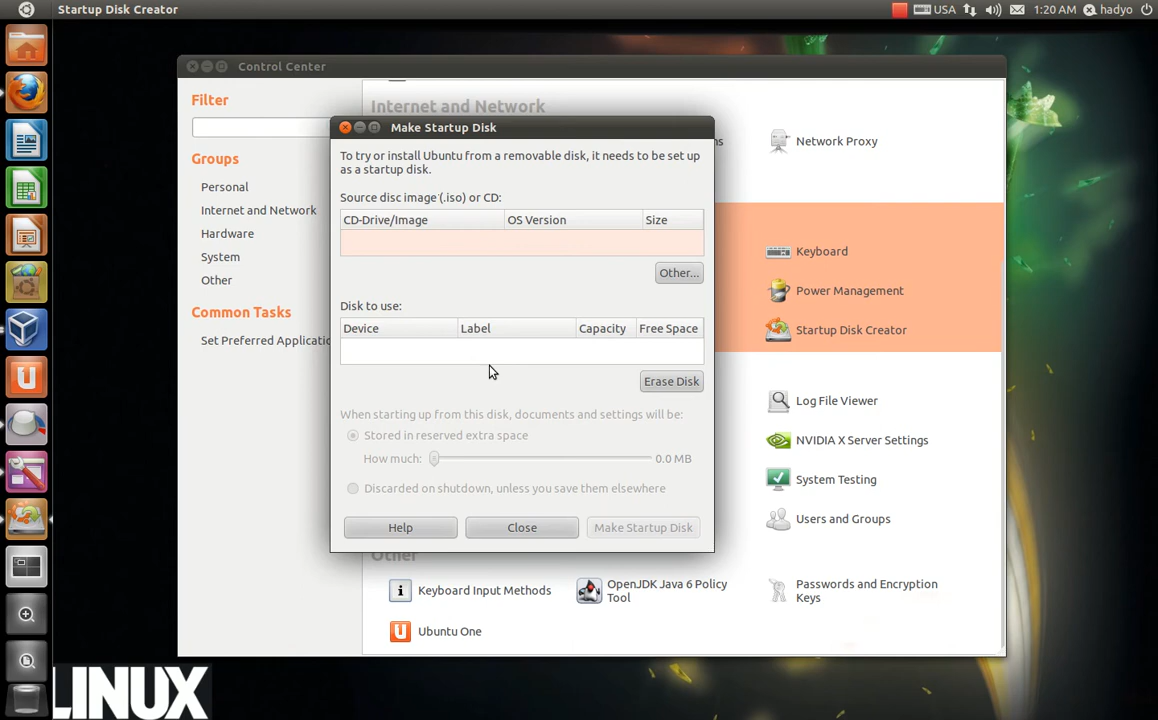 Startup Disk Creator
USA
1:20 AM
hadyo
Control Center
Filter
Groups
Personal
Internet and Network
Hardware
System
Other
Common Tasks
Set Preferred Applicatio
Internet and Network
ns
Network Proxy
Keyboard
Power Management
Startup Disk Creator
Log File Viewer
NVIDIA X Server Settings
System Testing
Users and Groups
Other
Keyboard Input Methods
OpenJDK Java 6 Policy
Tool
Passwords and Encryption
Keys
Ubuntu One
Make Startup Disk
To try or install Ubuntu from a removable disk, it needs to be set up
as a startup disk.
Source disc image (.iso) or CD:
CD-Drive/Image OS Version Size
Other...
Disk to use:
Device Label Capacity Free Space
Erase Disk
When starting up from this disk, documents and settings will be:
Stored in reserved extra space
How much: 0.0 MB
Discarded on shutdown, unless you save them elsewhere
Help Close Make Startup Disk
LINUX